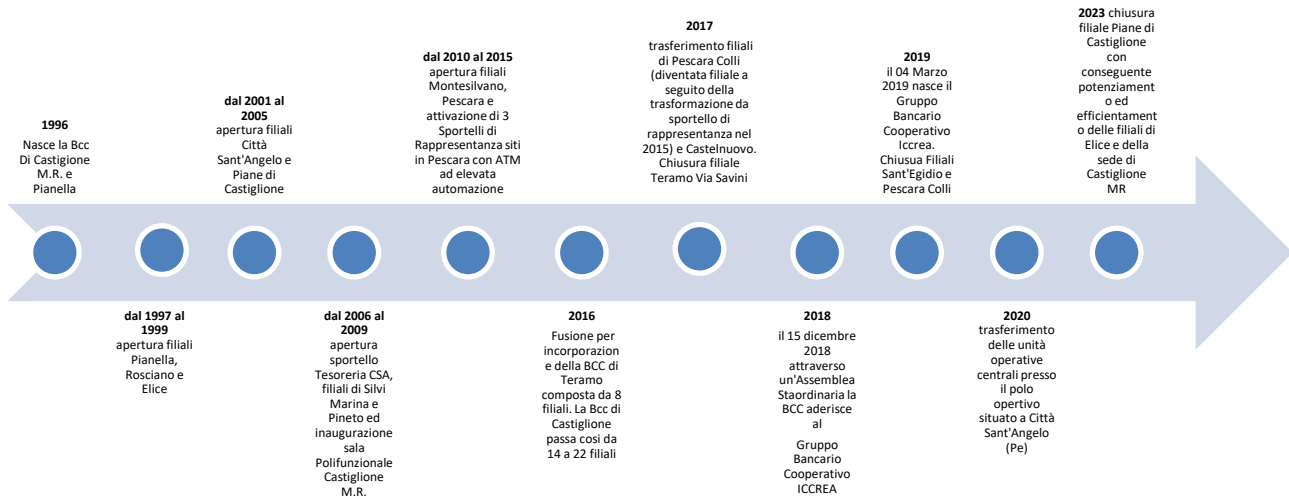 1996
Nasce la Bcc
Di Castigione
M.R. e
Pianella
dal 1997 al
1999
apertura filiali
Pianella,
Rosciano e
Elice
dal 2001 al
2005
apertura filiali
Città
Sant'Angelo e
Piane di
Castiglione
dal 2006 al
2009
apertura
sportello
Tesoreria CSA,
filiali di Silvi
Marina e
Pineto ed
inaugurazione
sala
Polifunzionale
Castiglione
M.R.
dal 2010 al 2015
apertura filiali
Montesilvano,
Pescara e
attivazione di 3
Sportelli di
Rappresentanza siti
in Pescara con ATM
ad elevata
automazione
2016
Fusione per
incorporazion
e della BCC di
Teramo
composta da 8
filiali. La Bcc di
Castiglione
passa cosi da
14 a 22 filiali
2017
trasferimento filiali
di Pescara Colli
(diventata filiale a
seguito della
trasformazione da
sportello di
rappresentanza nel
2015) e Castelnuovo.
Chiusura filiale
Teramo Via Savini
2018
il 15 dicembre
2018
attraverso
un'Assemblea
Staordinaria la
BCC aderisce
al
Gruppo
Bancario
Cooperativo
ICCREA
2019
il 04 Marzo
2019 nasce il
Gruppo
Bancario
Cooperativo
Iccrea.
Chiusua Filiali
Sant'Egidio e
Pescara Colli
2020
trasferimento
delle unità
operative
centrali presso
il polo
opertivo
situato a Città
Sant'Angelo
(Pe)
2023 chiusura
filiale Piane di
Castiglione
con
conseguente
potenziament
o ed
efficientament
o delle filiali di
Elice e della
sede di
Castiglione
MR